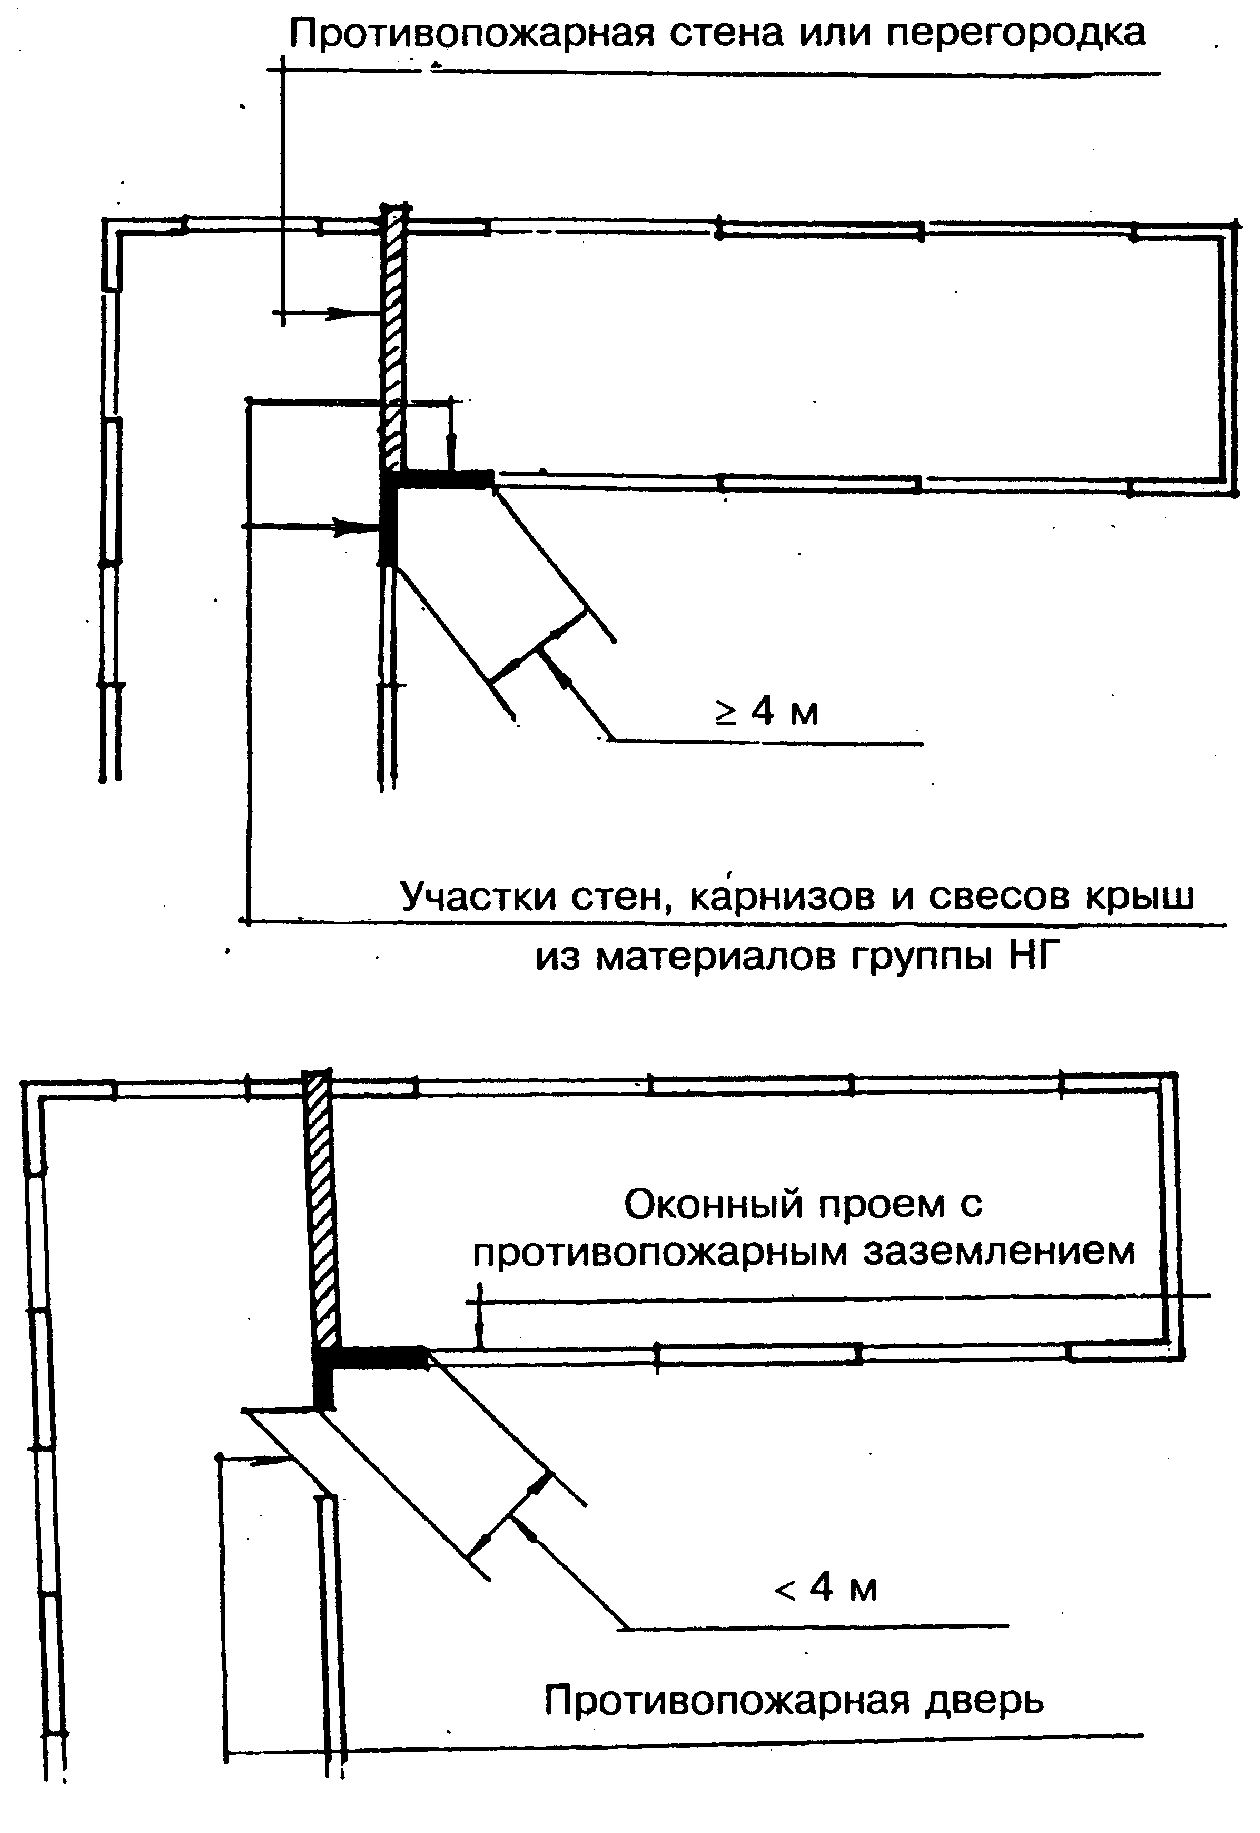 Противопожарная стена или перегородка
≥ 4 м
Участки стен, карнизов и свесов крыш
из материалов группы НГ
Оконный проем с
противопожарным заземлением
< 4 м
Противопожарная дверь